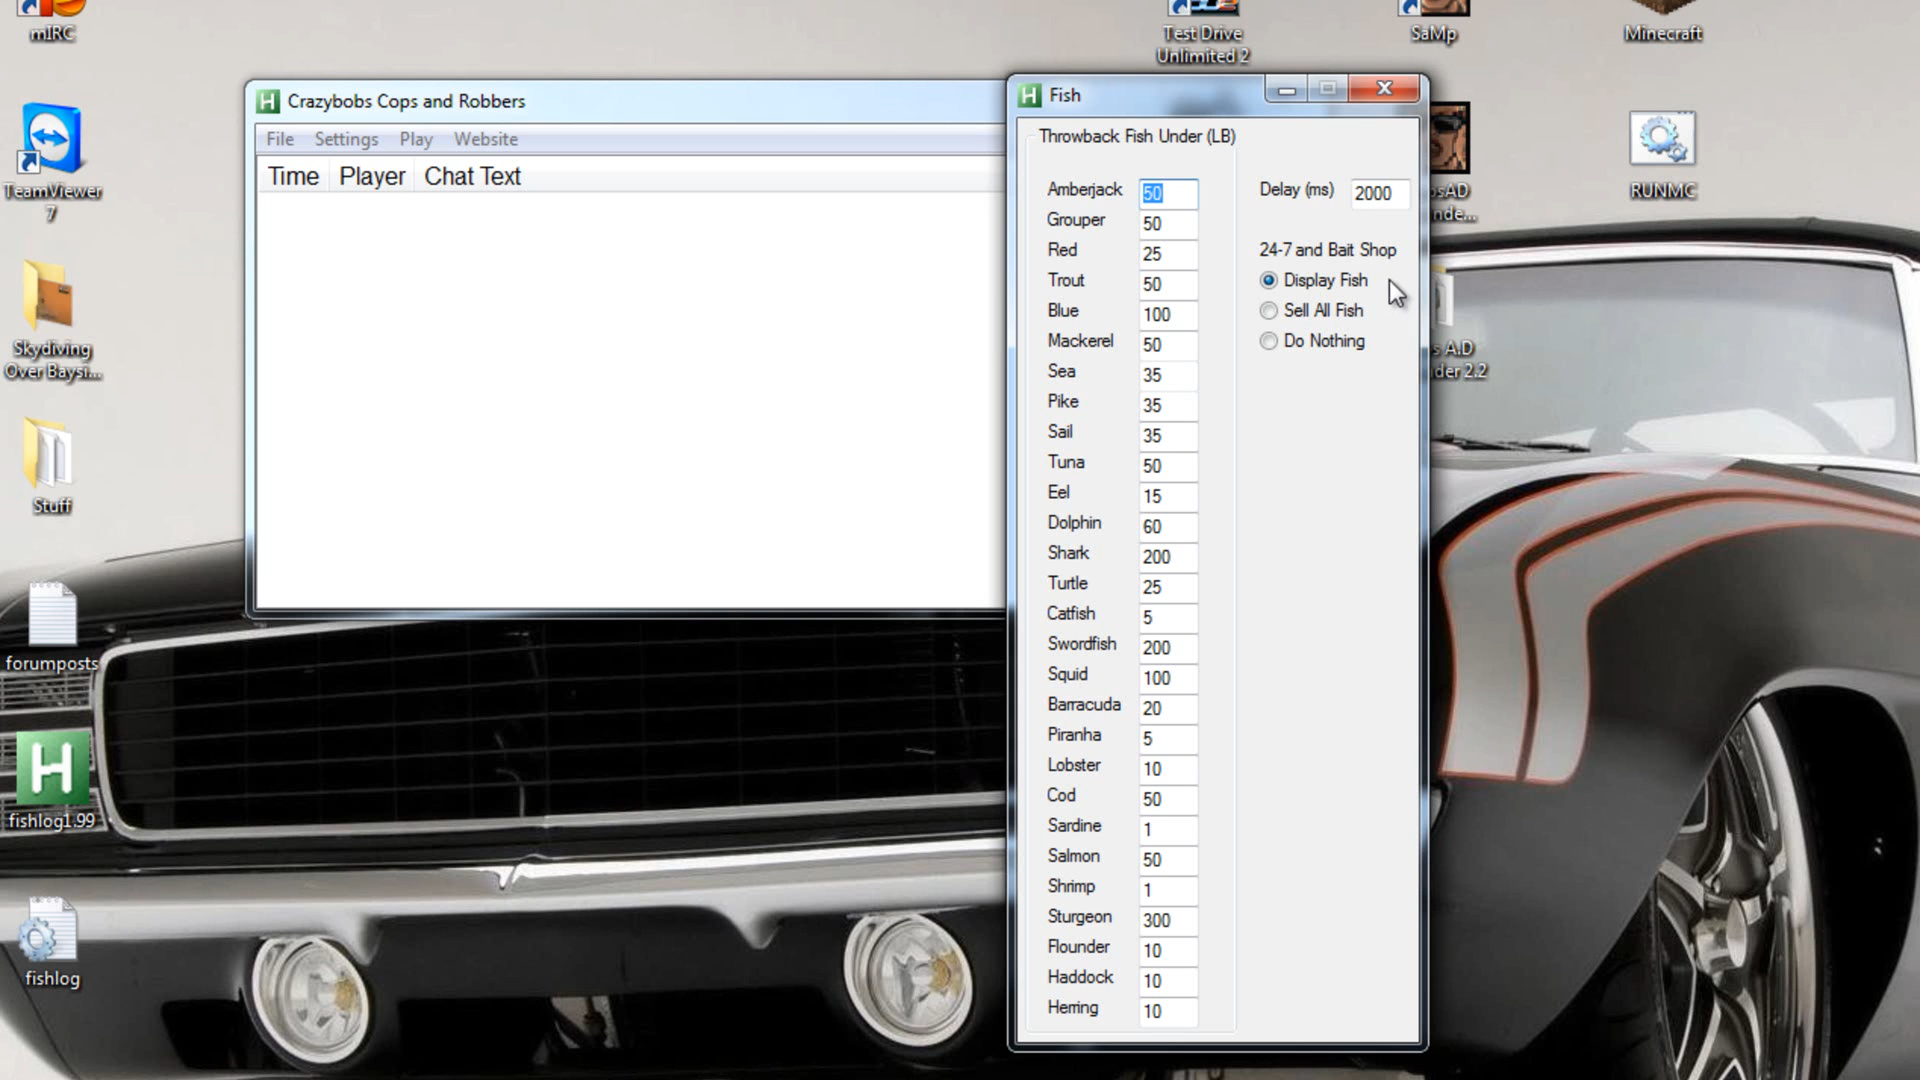 mIRC
Test Drive
Unlimited 2
SaMp
Minecraft
TeamViewer
7
Skydiving
Over Baysi...
Stuff
forumposts
H
fishlog1.99
fishlog
RUNMC
nde...
s A.D
der 2.2
H Crazybobs Cops and Robbers
File Settings Play Website
Time Player Chat Text
H Fish
Throwback Fish Under (LB)
Amberjack 50
Grouper 50
Red 25
Trout 50
Blue 100
Mackerel 50
Sea 35
Pike 35
Sail 35
Tuna 50
Eel 15
Dolphin 60
Shark 200
Turtle 25
Catfish 5
Swordfish 200
Squid 100
Barracuda 20
Piranha 5
Lobster 10
Cod 50
Sardine 1
Salmon 50
Shrimp 1
Sturgeon 300
Flounder 10
Haddock 10
Herring 10
Delay (ms) 2000
24-7 and Bait Shop
Display Fish
Sell All Fish
Do Nothing